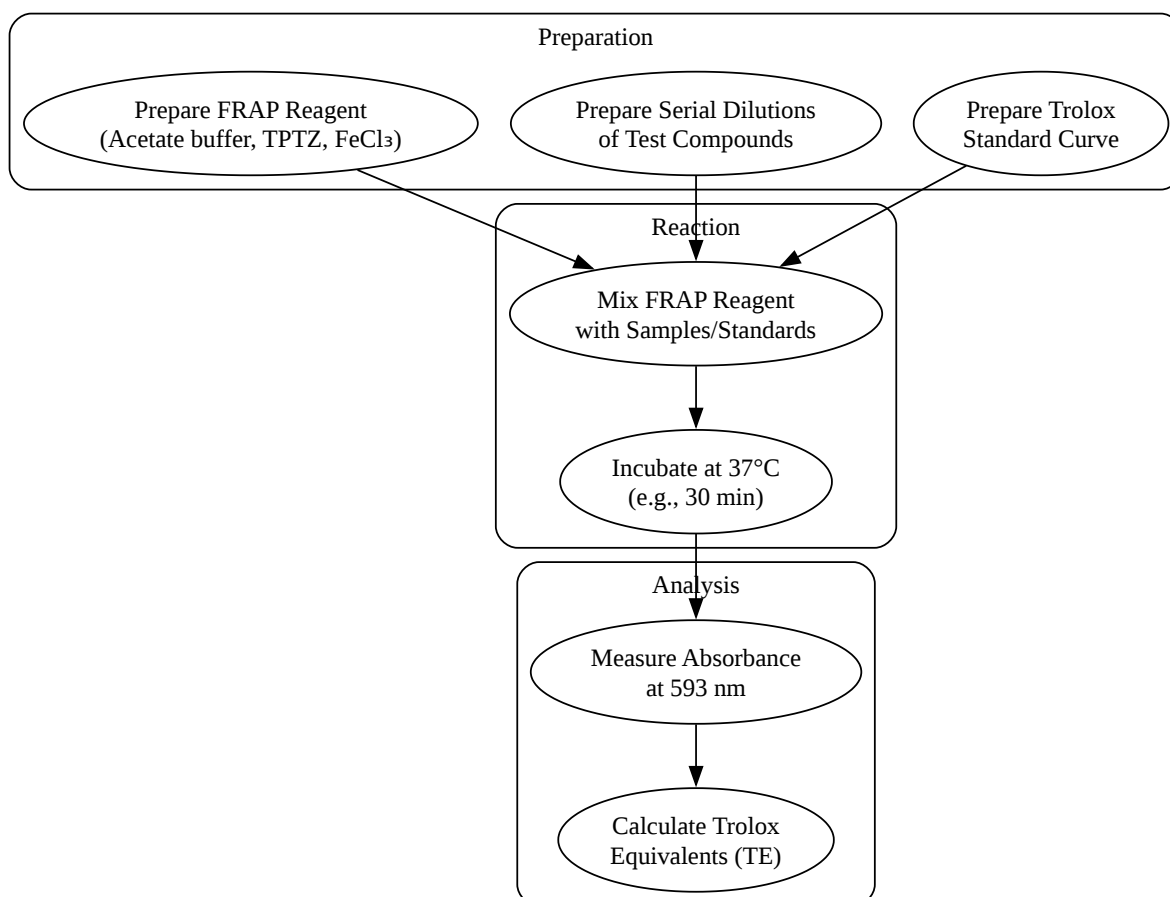 Preparation
Prepare FRAP Reagent
(Acetate buffer, TPTZ, FeCl₃)
Prepare Serial Dilutions
of Test Compounds
Prepare Trolox
Standard Curve
Reaction
Mix FRAP Reagent
with Samples/Standards
Incubate at 37°C
(e.g., 30 min)
Analysis
Measure Absorbance
at 593 nm
Calculate Trolox
Equivalents (TE)